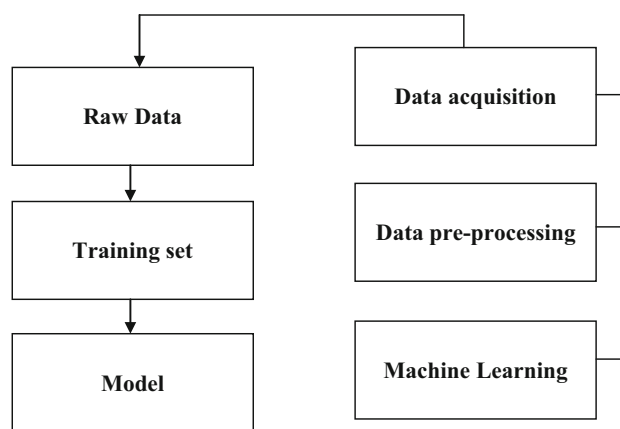 Raw Data
Training set
Model
Data acquisition
Data pre-processing
Machine Learning